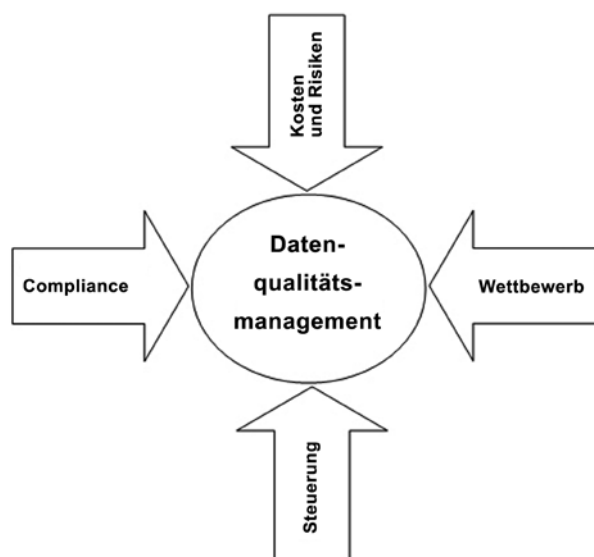 Kosten
und Risiken
Daten-
qualitäts-
management
Compliance
Wettbewerb
Steuerung